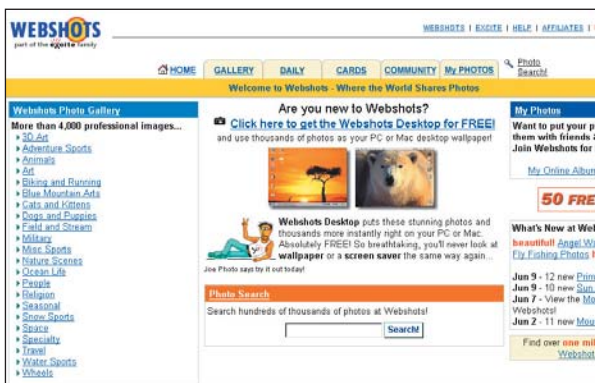 WEBSHOTS
part of the excite family
WEBSHOTS | EXCITE | HELP | AFFILIATES |
HOME
GALLERY
DAILY
CARDS
COMMUNITY
My PHOTOS
Photo
Search!
Welcome to Webshots - Where the World Shares Photos
Webshots Photo Gallery
More than 4,000 professional images...
3D Art
Adventure Sports
Animals
Art
Biking and Running
Blue Mountain Arts
Cats and Kittens
Dogs and Puppies
Field and Stream
Military
Misc Sports
Nature Scenes
Ocean Life
People
Religion
Seasonal
Snow Sports
Space
Specialty
Travel
Water Sports
Wheels
Are you new to Webshots?
Click here to get the Webshots Desktop for FREE!
and use thousands of photos as your PC or Mac desktop wallpaper!
Webshots Desktop puts these stunning photos and
thousands more instantly right on your PC or Mac.
Absolutely FREE! So breathtaking, you'll never look at
wallpaper or a screen saver the same way again...
Joe Photo says try it out today!
Photo Search
Search hundreds of thousands of photos at Webshots!
Search!
My Photos
Want to put your p
them with friends &
Join Webshots for
My Online Album
50 FRE
What's New at Web
beautiful! Angel Wa
Fly Fishing Photos
Jun 9 - 12 new Prim
Jun 9 - 10 new Sun
Jun 7 - View the Mo
Webshots!
Jun 2 - 11 new Mou
Find over one mil
Webshot